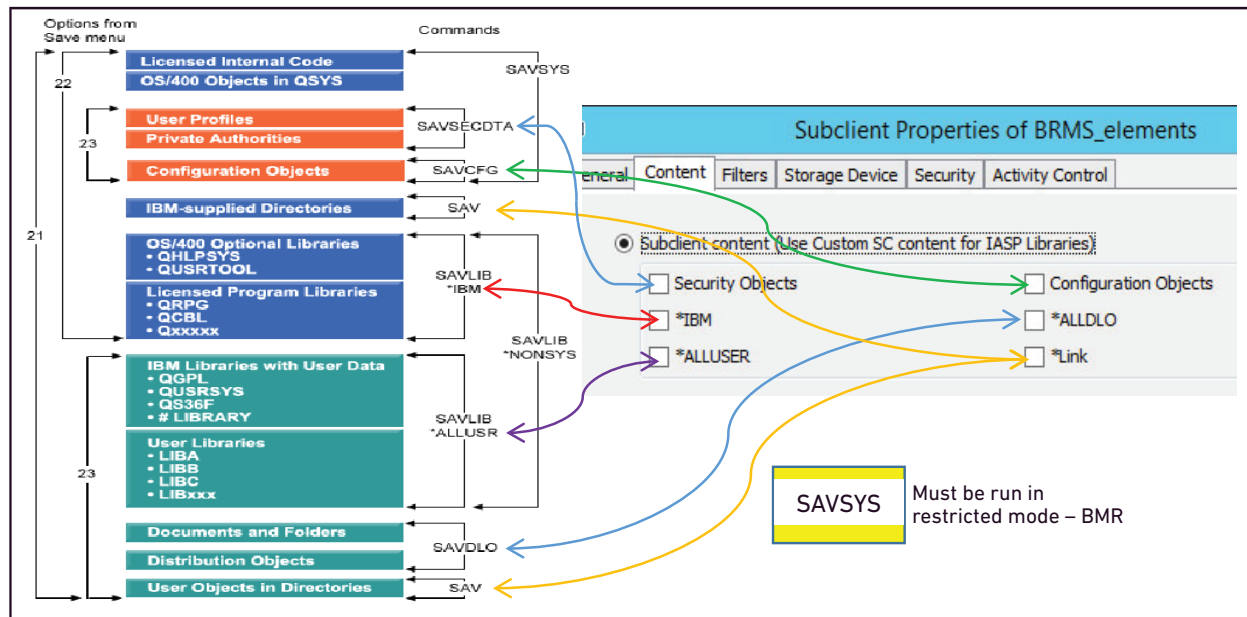 Options from
Save menu
Commands
Licensed Internal Code
OS/400 Objects in QSYS
22
SAVSYS
User Profiles
Private Authorities
SAVSECDTA
23
Configuration Objects
SAVCFG
IBM-supplied Directories
SAV
21
OS/400 Optional Libraries
• QHLPSYS
• QUSRTOOL
Licensed Program Libraries
• QRPG
• QCBL
• Qxxxxx
SAVLIB
*IBM
SAVLIB
*NONSYS
IBM Libraries with User Data
• QGPL
• QUSRSYS
• QS36F
• # LIBRARY
SAVLIB
*ALLUSR
User Libraries
• LIBA
• LIBB
• LIBC
• LIBxxx
23
Documents and Folders
SAVDLO
Distribution Objects
User Objects in Directories
SAV
Subclient Properties of BRMS_elements
eneral Content Filters Storage Device Security Activity Control
Subclient content (Use Custom SC content for IASP Libraries)
Security Objects
Configuration Objects
*IBM
*ALLDLO
*ALLUSER
*Link
SAVSYS
Must be run in
restricted mode – BMR